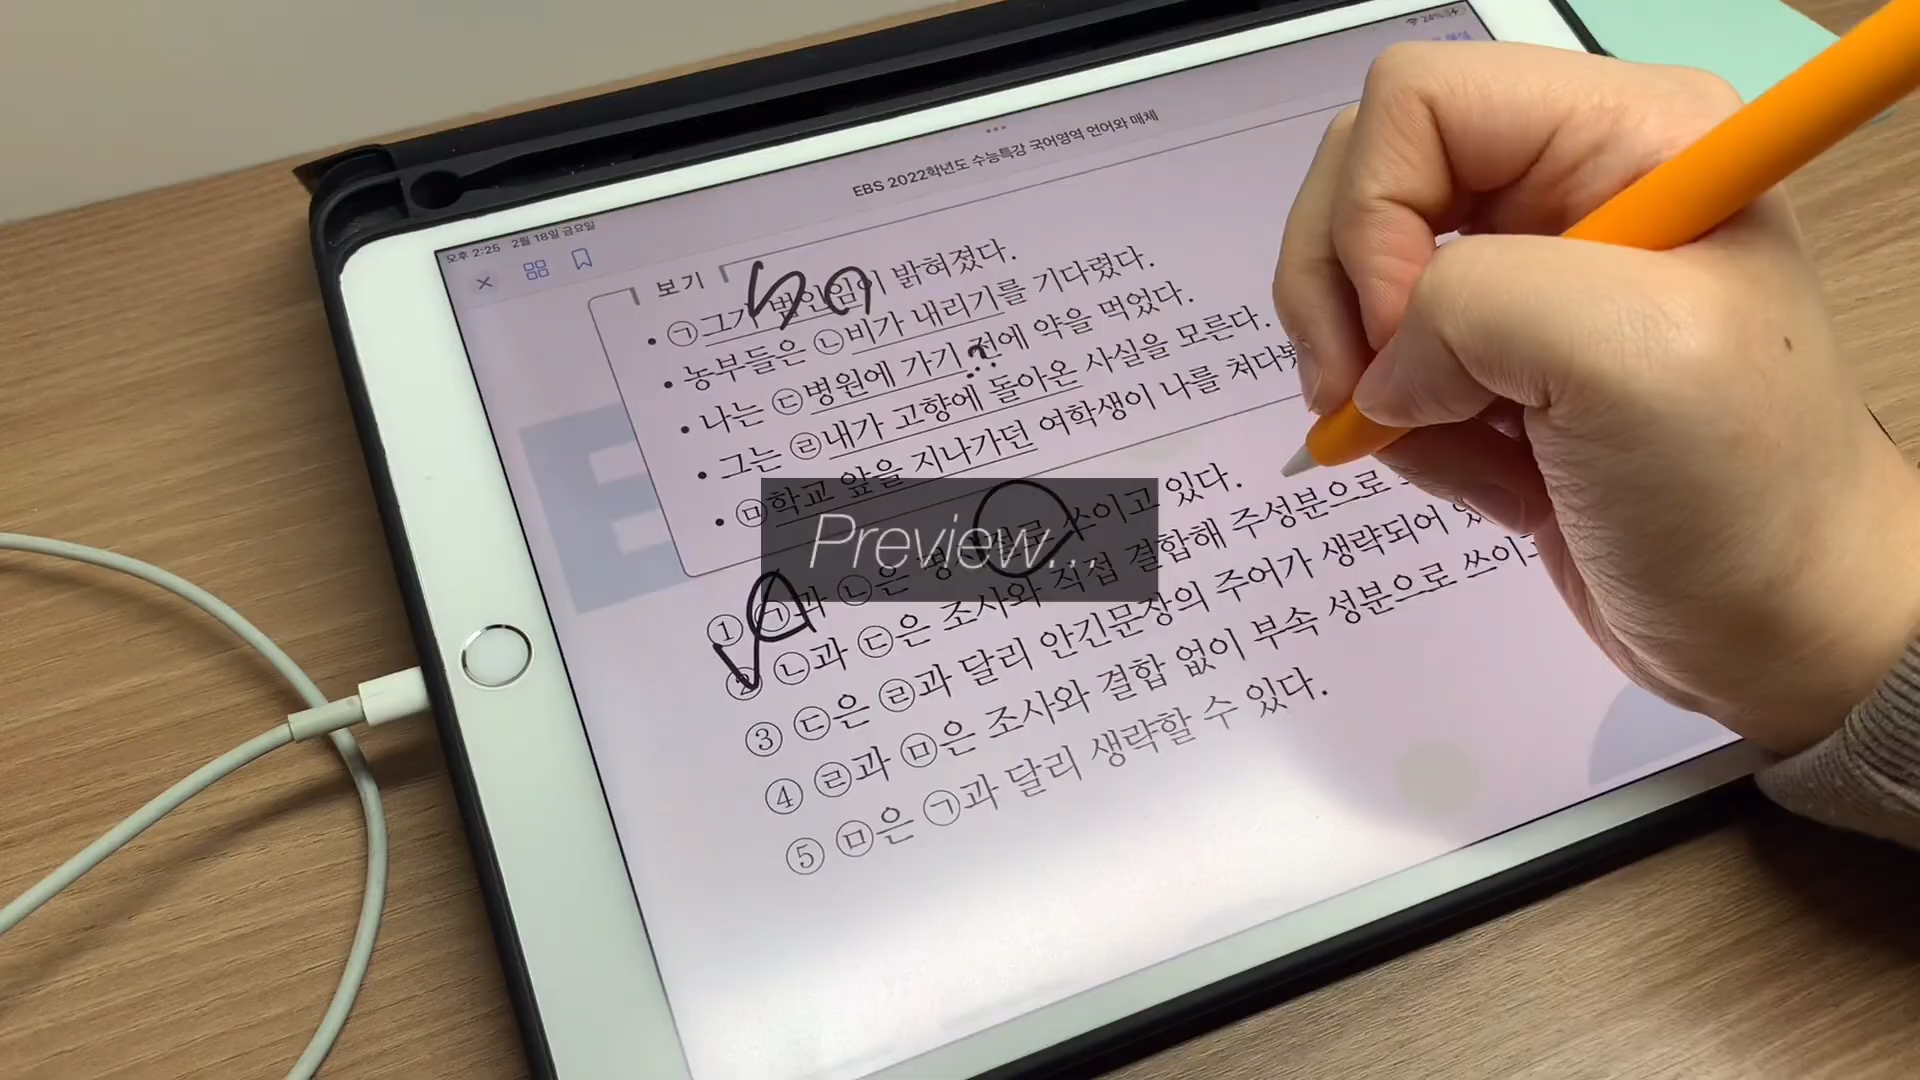 오후 2:25 2월 18일 금요일
24%
EBS 2022학년도 수능특강 국어영역 언어와 매체
보기
• ㉠그가 범인임이 밝혀졌다.
• 농부들은 ㉡비가 내리기를 기다렸다.
• 나는 ㉢병원에 가기 전에 약을 먹었다.
• 그는 ㉣내가 고향에 돌아온 사실을 모른다.
• ㉤학교 앞을 지나가던 여학생이 나를 쳐다봤
Preview...
① ㉠과 ㉡은 쓰이고 있다.
② ㉡과 ㉢은 조사와 직접 결합해 주성분으로
③ ㉢은 ㉣과 달리 안긴문장의 주어가 생략되어
④ ㉣과 ㉤은 조사와 결합 없이 부속 성분으로 쓰이고
⑤ ㉤은 ㉠과 달리 생략할 수 있다.